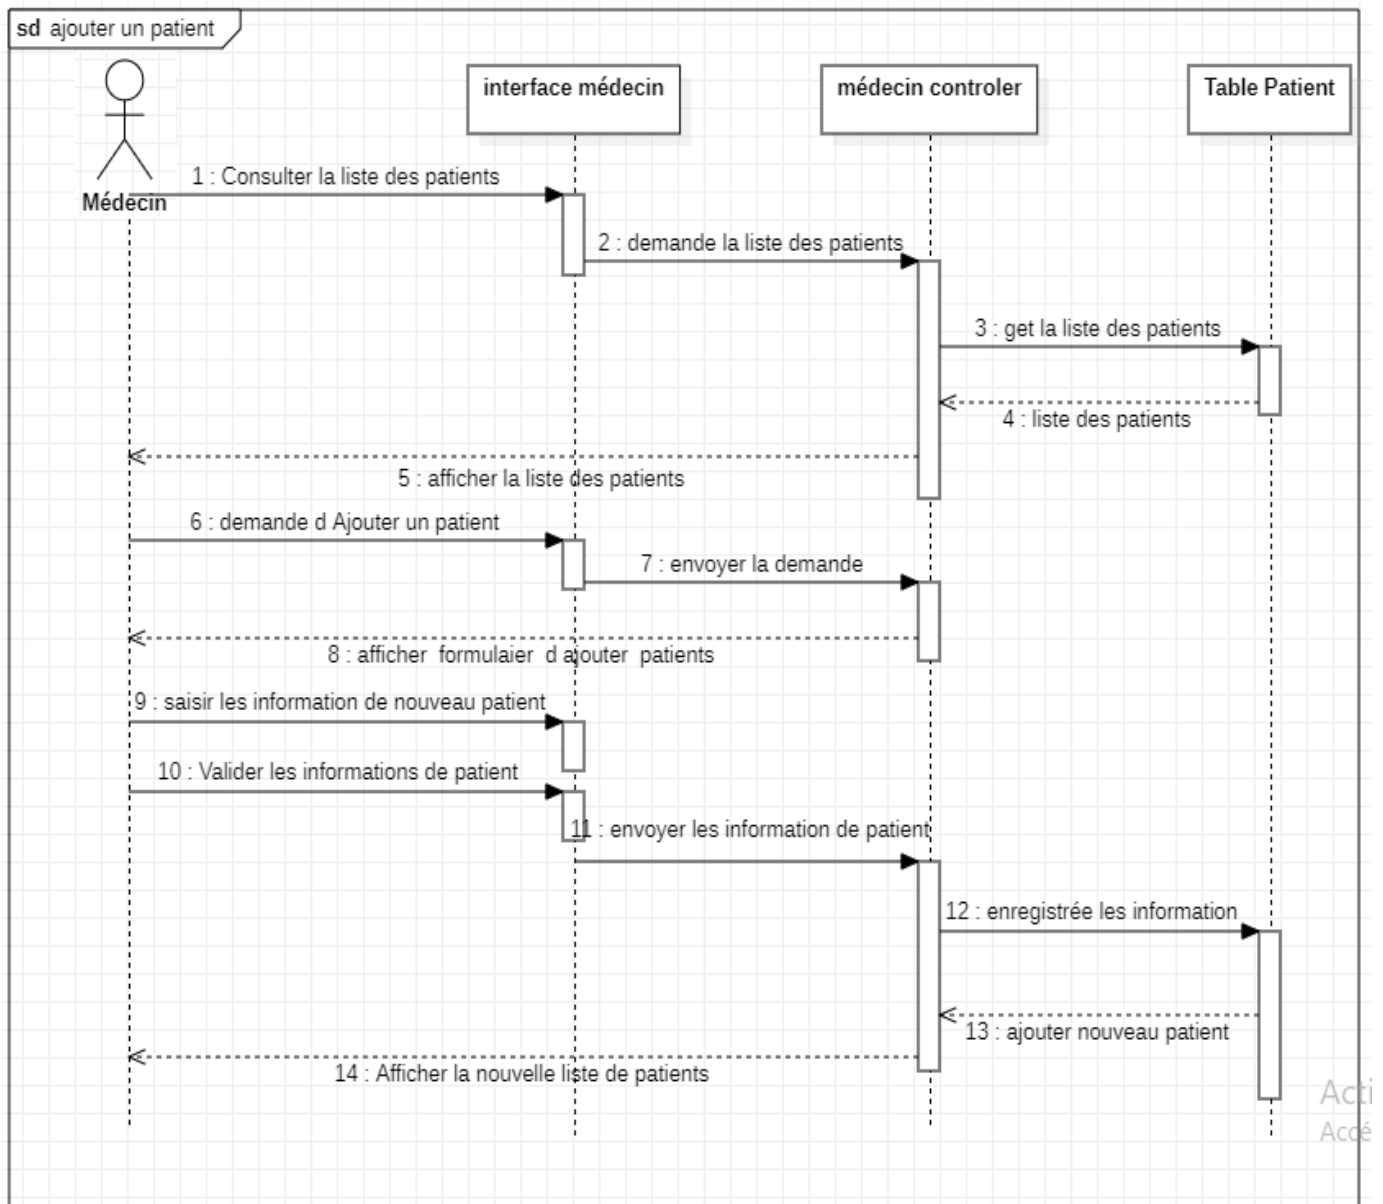 sd ajouter un patient
interface médecin
médecin controler
Table Patient
Médecin
1 : Consulter la liste des patients
2 : demande la liste des patients
3 : get la liste des patients
4 : liste des patients
5 : afficher la liste des patients
6 : demande d Ajouter un patient
7 : envoyer la demande
8 : afficher formulaier d ajouter patients
9 : saisir les information de nouveau patient
10 : Valider les informations de patient
11 : envoyer les information de patient
12 : enregistrée les information
13 : ajouter nouveau patient
14 : Afficher la nouvelle liste de patients
Acti
Accé